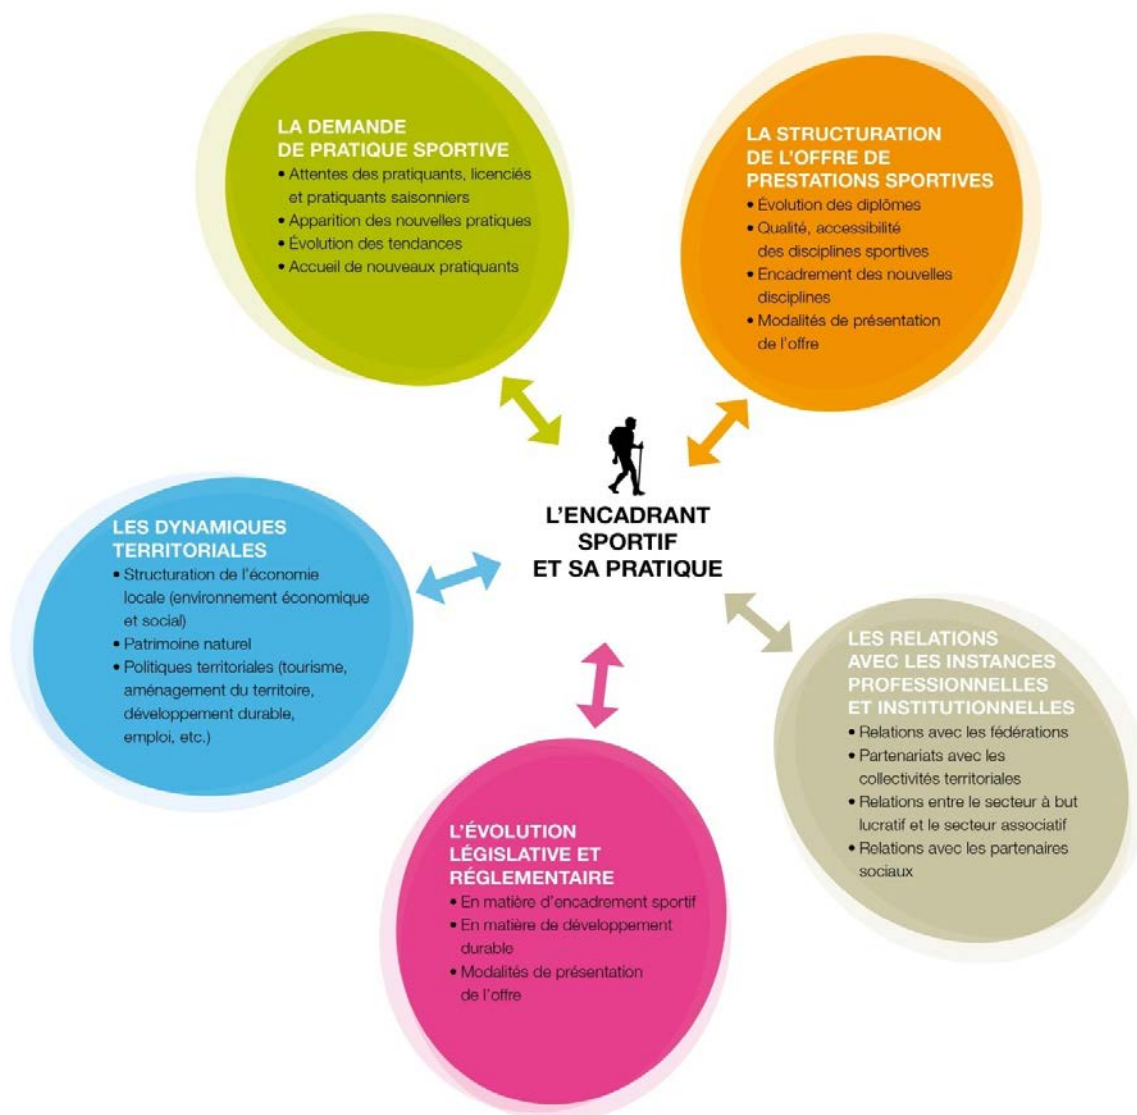 LA DEMANDE
DE PRATIQUE SPORTIVE
• Attentes des pratiquants, licenciés
et pratiquants saisonniers
• Apparition des nouvelles pratiques
• Évolution des tendances
• Accueil de nouveaux pratiquants
LA STRUCTURATION
DE L'OFFRE DE
PRESTATIONS SPORTIVES
• Évolution des diplômes
• Qualité, accessibilité
des disciplines sportives
• Encadrement des nouvelles
disciplines
• Modalités de présentation
de l'offre
L'ENCADRANT
SPORTIF
ET SA PRATIQUE
LES DYNAMIQUES
TERRITORIALES
• Structuration de l'économie
locale (environnement économique
et social)
• Patrimoine naturel
• Politiques territoriales (tourisme,
aménagement du territoire,
développement durable,
emploi, etc.)
LES RELATIONS
AVEC LES INSTANCES
PROFESSIONNELLES
ET INSTITUTIONNELLES
• Relations avec les fédérations
• Partenariats avec les
collectivités territoriales
• Relations entre le secteur à but
lucratif et le secteur associatif
• Relations avec les partenaires
sociaux
L'ÉVOLUTION
LÉGISLATIVE ET
RÉGLEMENTAIRE
• En matière d'encadrement sportif
• En matière de développement
durable
• Modalités de présentation
de l'offre